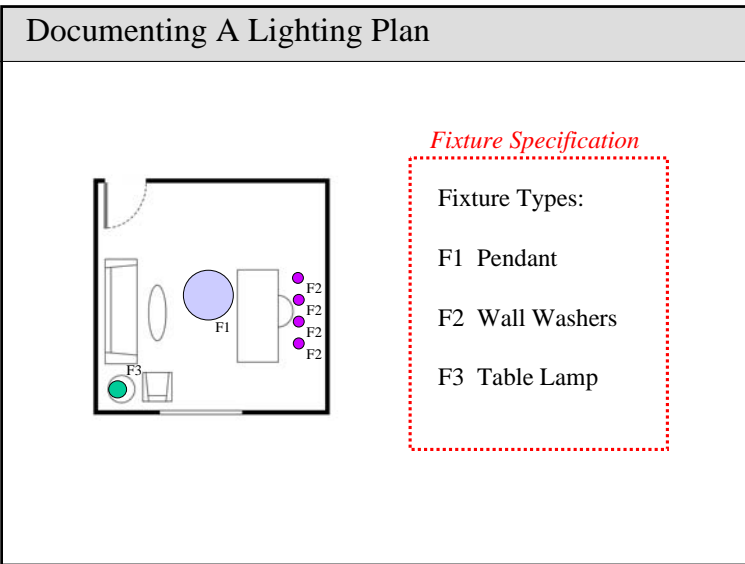 Documenting A Lighting Plan
Fixture Specification
Fixture Types:
F1 Pendant
F2 Wall Washers
F3 Table Lamp
F2
F2
F1
F2
F2
F3